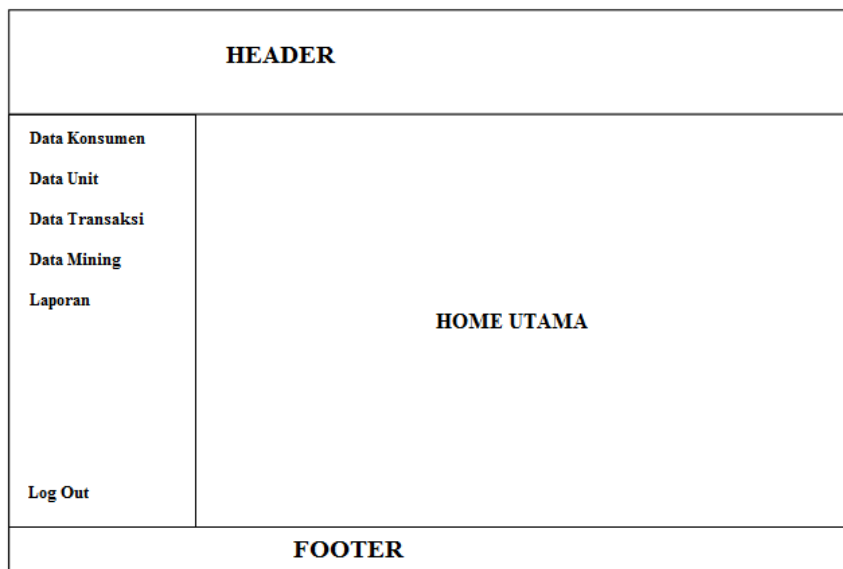 HEADER
Data Konsumen
Data Unit
Data Transaksi
Data Mining
Laporan
HOME UTAMA
Log Out
FOOTER